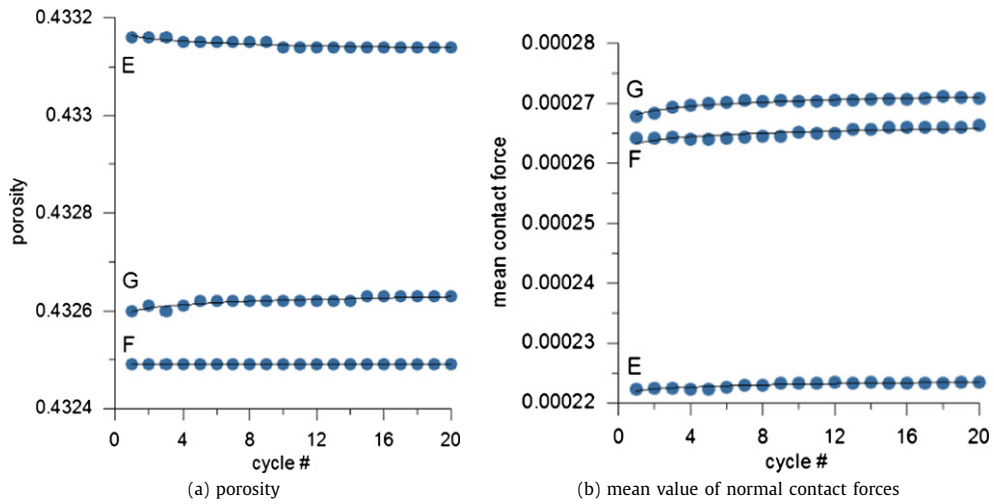 0.4332
0.433
0.4328
0.4326
0.4324
porosity
E
G
F
0 4 8 12 16 20
cycle #
(a) porosity
0.00028
0.00027
0.00026
0.00025
0.00024
0.00023
0.00022
mean contact force
G
F
E
0 4 8 12 16 20
cycle #
(b) mean value of normal contact forces